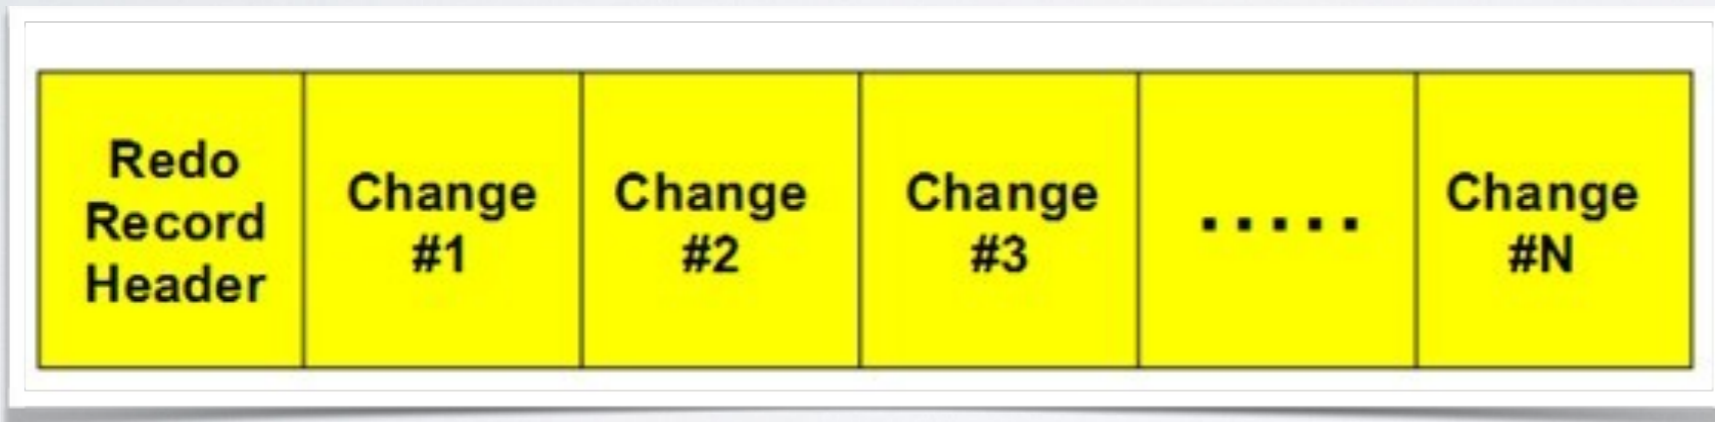 Redo
Record
Header
Change
#1
Change
#2
Change
#3
.....
Change
#N